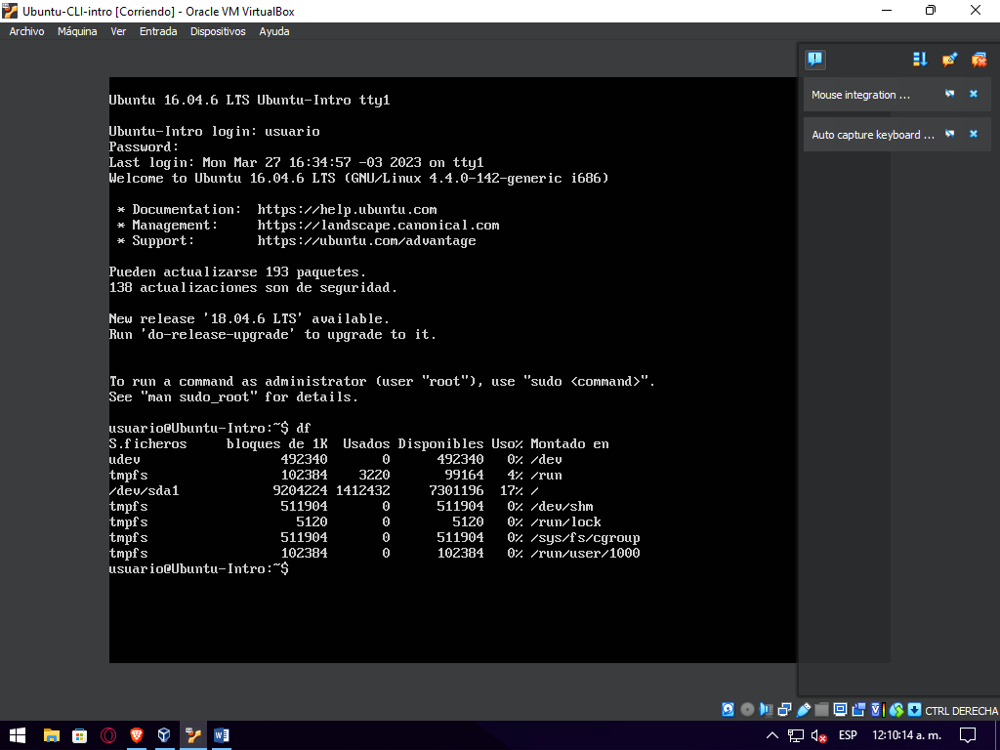 Ubuntu-CLI-intro [Corriendo] - Oracle VM VirtualBox
Archivo Máquina Ver Entrada Dispositivos Ayuda
Mouse integration ...
Auto capture keyboard ...
Ubuntu 16.04.6 LTS Ubuntu-Intro tty1
Ubuntu-Intro login: usuario
Password:
Last login: Mon Mar 27 16:34:57 -03 2023 on tty1
Welcome to Ubuntu 16.04.6 LTS (GNU/Linux 4.4.0-142-generic i686)
* Documentation: https://help.ubuntu.com
* Management: https://landscape.canonical.com
* Support: https://ubuntu.com/advantage
Pueden actualizarse 193 paquetes.
138 actualizaciones son de seguridad.
New release '18.04.6 LTS' available.
Run 'do-release-upgrade' to upgrade to it.
To run a command as administrator (user "root"), use "sudo <command>".
See "man sudo_root" for details.
usuario@Ubuntu-Intro:~$ df
S.ficheros bloques de 1K Usados Disponibles Uso% Montado en
udev 492340 0 492340 0% /dev
tmpfs 102384 3220 99164 4% /run
/dev/sda1 9204224 1412432 7301196 17% /
tmpfs 511904 0 511904 0% /dev/shm
tmpfs 5120 0 5120 0% /run/lock
tmpfs 511904 0 511904 0% /sys/fs/cgroup
tmpfs 102384 0 102384 0% /run/user/1000
usuario@Ubuntu-Intro:~$
CTRL DERECHA
ESP 12:10:14 a. m.